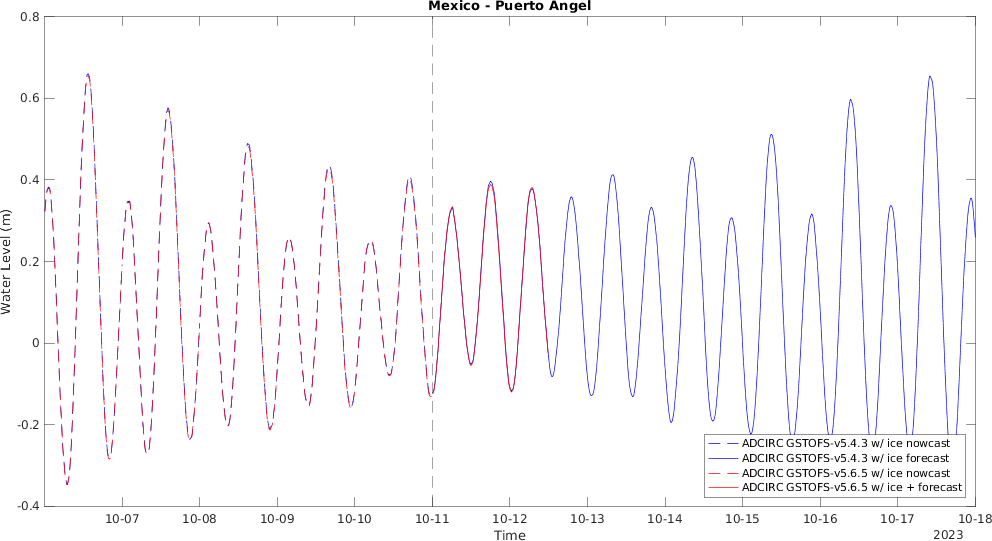 Mexico - Puerto Angel
0.8
0.6
0.4
0.2
0
-0.2
-0.4
Water Level (m)
10-07 10-08 10-09 10-10 10-11 10-12 10-13 10-14 10-15 10-16 10-17 10-18
Time
2023
ADCIRC GSTOFS-v5.4.3 w/ ice nowcast
ADCIRC GSTOFS-v5.4.3 w/ ice forecast
ADCIRC GSTOFS-v5.6.5 w/ ice nowcast
ADCIRC GSTOFS-v5.6.5 w/ ice + forecast